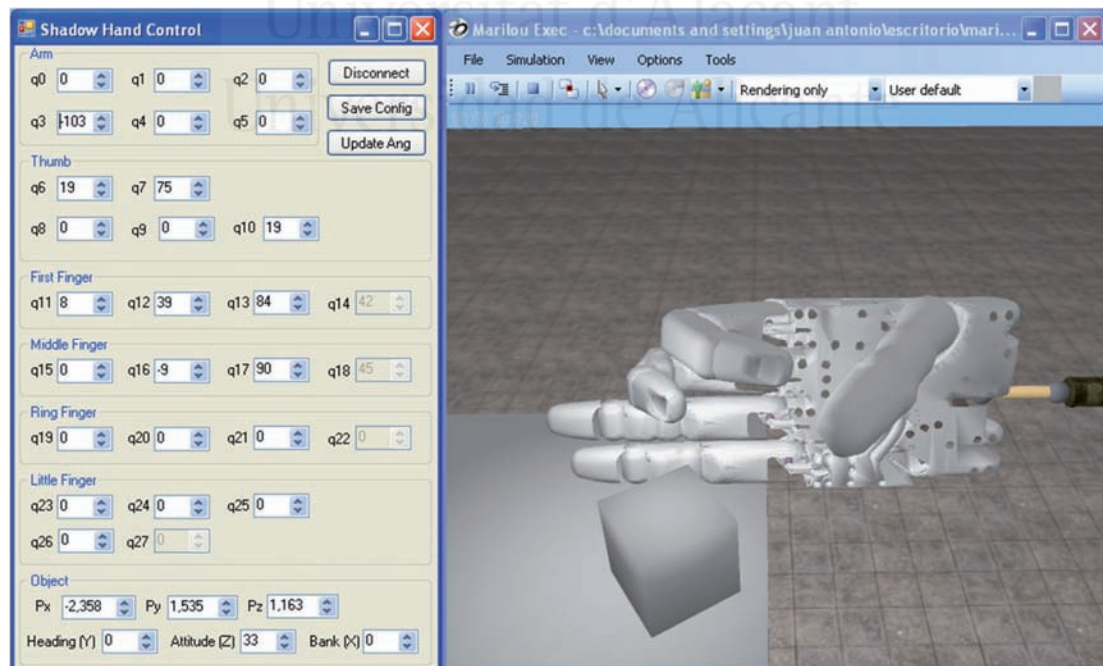 Universitat d'Alacant
Universidad de Alicante
Shadow Hand Control
Arm
q0 0 q1 0 q2 0
Disconnect
Save Config
q3 -103 q4 0 q5 0
Update Ang
Thumb
q6 19 q7 75
q8 0 q9 0 q10 19
First Finger
q11 8 q12 39 q13 84 q14 42
Middle Finger
q15 0 q16 -9 q17 90 q18 45
Ring Finger
q19 0 q20 0 q21 0 q22 0
Little Finger
q23 0 q24 0 q25 0
q26 0 q27 0
Object
Px -2,358 Py 1,535 Pz 1,163
Heading (Y) 0 Attitude (Z) 33 Bank (X) 0
Marilou Exec - c:\documents and settings\juan antonio\escritorio\mari...
File Simulation View Options Tools
Rendering only User default